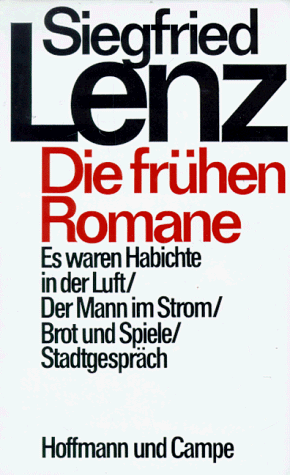 Siegfried
Lenz
Die frühen
Romane
Es waren Habichte
in der Luft/
Der Mann im Strom/
Brot und Spiele/
Stadtgespräch
Hoffmann und Campe